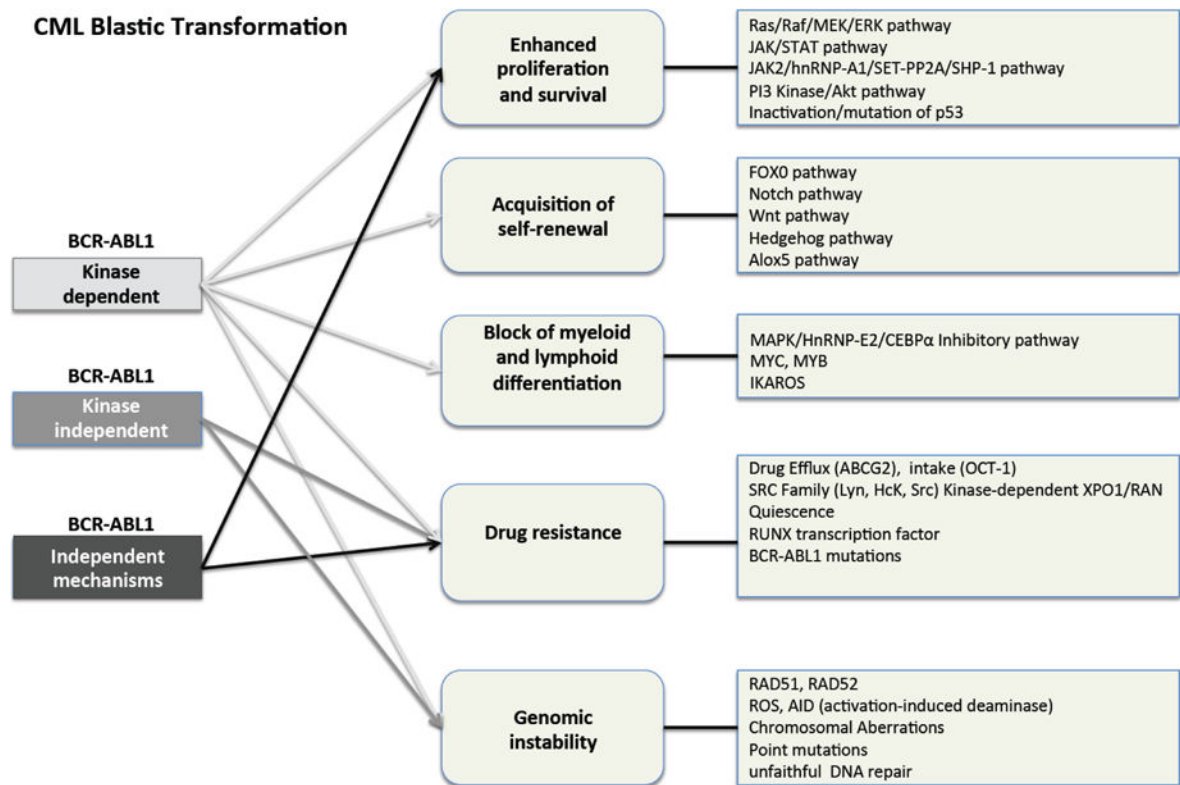 CML Blastic Transformation
BCR-ABL1
Kinase
dependent
BCR-ABL1
Kinase
independent
BCR-ABL1
Independent
mechanisms
Enhanced
proliferation
and survival
Ras/Raf/MEK/ERK pathway
JAK/STAT pathway
JAK2/hnRNP-A1/SET-PP2A/SHP-1 pathway
PI3 Kinase/Akt pathway
Inactivation/mutation of p53
Acquisition of
self-renewal
FOX0 pathway
Notch pathway
Wnt pathway
Hedgehog pathway
Alox5 pathway
Block of myeloid
and lymphoid
differentiation
MAPK/HnRNP-E2/CEBPα Inhibitory pathway
MYC, MYB
IKAROS
Drug resistance
Drug Efflux (ABCG2), intake (OCT-1)
SRC Family (Lyn, HcK, Src) Kinase-dependent XPO1/RAN
Quiescence
RUNX transcription factor
BCR-ABL1 mutations
Genomic
instability
RAD51, RAD52
ROS, AID (activation-induced deaminase)
Chromosomal Aberrations
Point mutations
unfaithful DNA repair